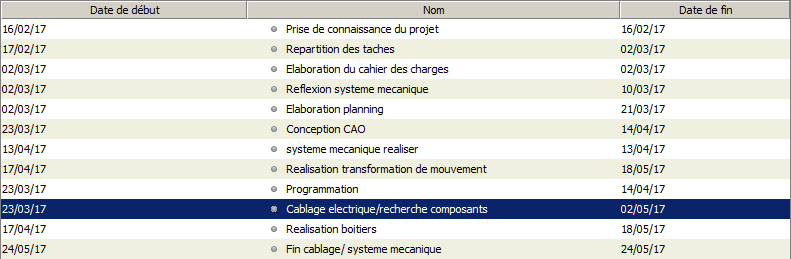 Date de début Nom Date de fin
16/02/17 Prise de connaissance du projet 16/02/17
17/02/17 Repartition des taches 02/03/17
02/03/17 Elaboration du cahier des charges 02/03/17
02/03/17 Reflexion systeme mecanique 10/03/17
02/03/17 Elaboration planning 21/03/17
23/03/17 Conception CAO 14/04/17
13/04/17 systeme mecanique realiser 13/04/17
17/04/17 Realisation transformation de mouvement 18/05/17
23/03/17 Programmation 14/04/17
23/03/17 Cablage electrique/recherche composants 02/05/17
17/04/17 Realisation boitiers 18/05/17
24/05/17 Fin cablage/ systeme mecanique 24/05/17